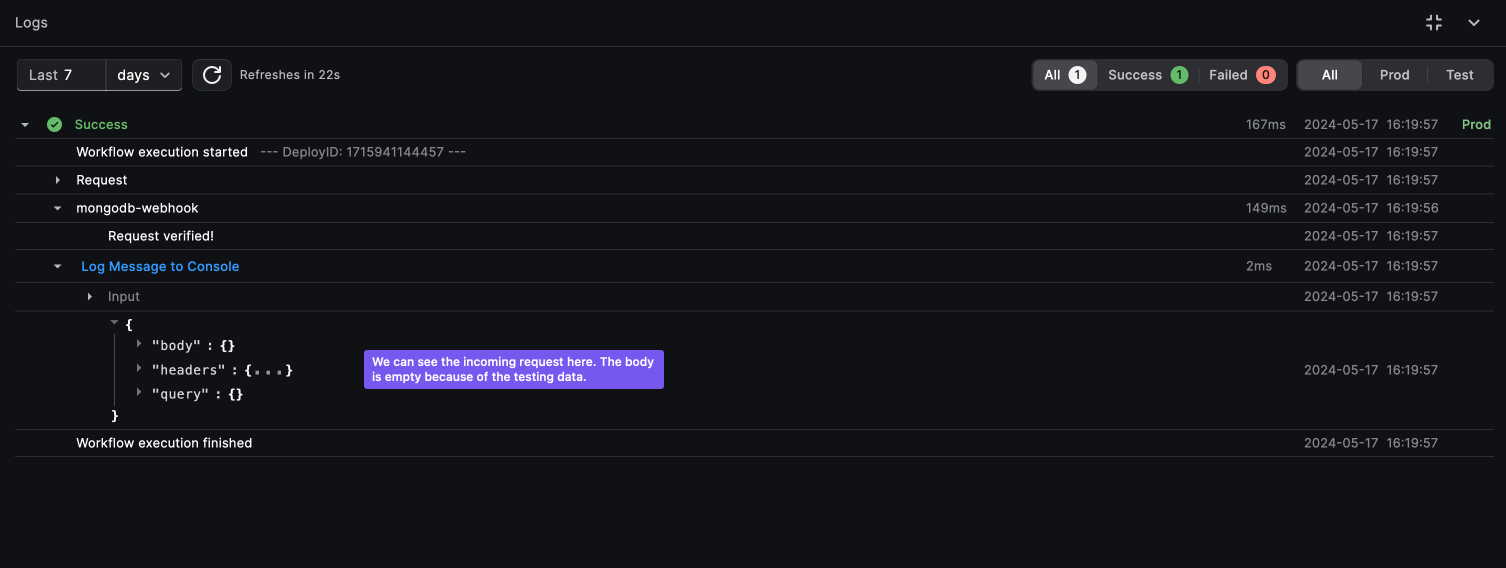 Logs
Last 7 days Refreshes in 22s All 1 Success 1 Failed 0 All Prod Test
Success 167ms 2024-05-17 16:19:57 Prod
Workflow execution started --- DeployID: 1715941144457 --- 2024-05-17 16:19:57
Request 2024-05-17 16:19:57
mongodb-webhook 149ms 2024-05-17 16:19:56
Request verified! 2024-05-17 16:19:57
Log Message to Console 2ms 2024-05-17 16:19:57
Input 2024-05-17 16:19:57
{
"body" : {}
We can see the incoming request here. The body
is empty because of the testing data.
"headers" : {...} 2024-05-17 16:19:57
"query" : {}
}
Workflow execution finished 2024-05-17 16:19:57